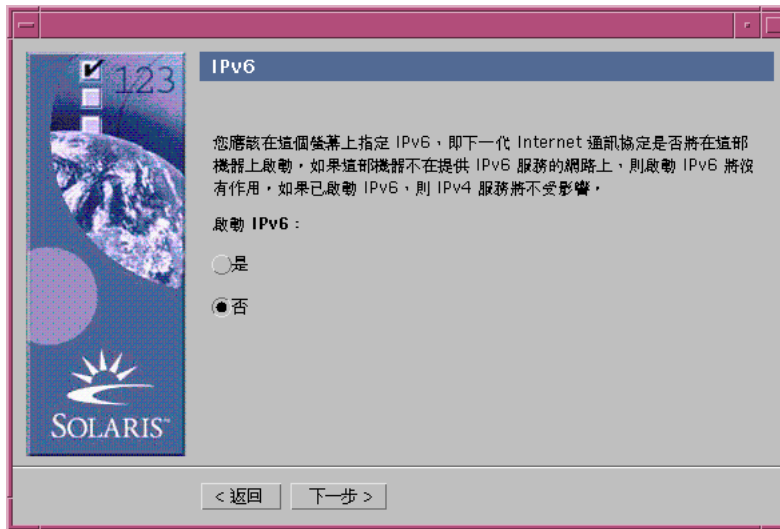 123
IPv6
您應該在這個螢幕上指定 IPv6，即下一代 Internet 通訊協定是否將在這部
機器上啟動，如果這部機器不在提供 IPv6 服務的網路上、則啟動 IPv6 將沒
有作用，如果已啟動 IPv6，則 IPv4 服務將不受影響，
啟動 IPv6：
是
否
SOLARIS™
< 返回
下一步 >